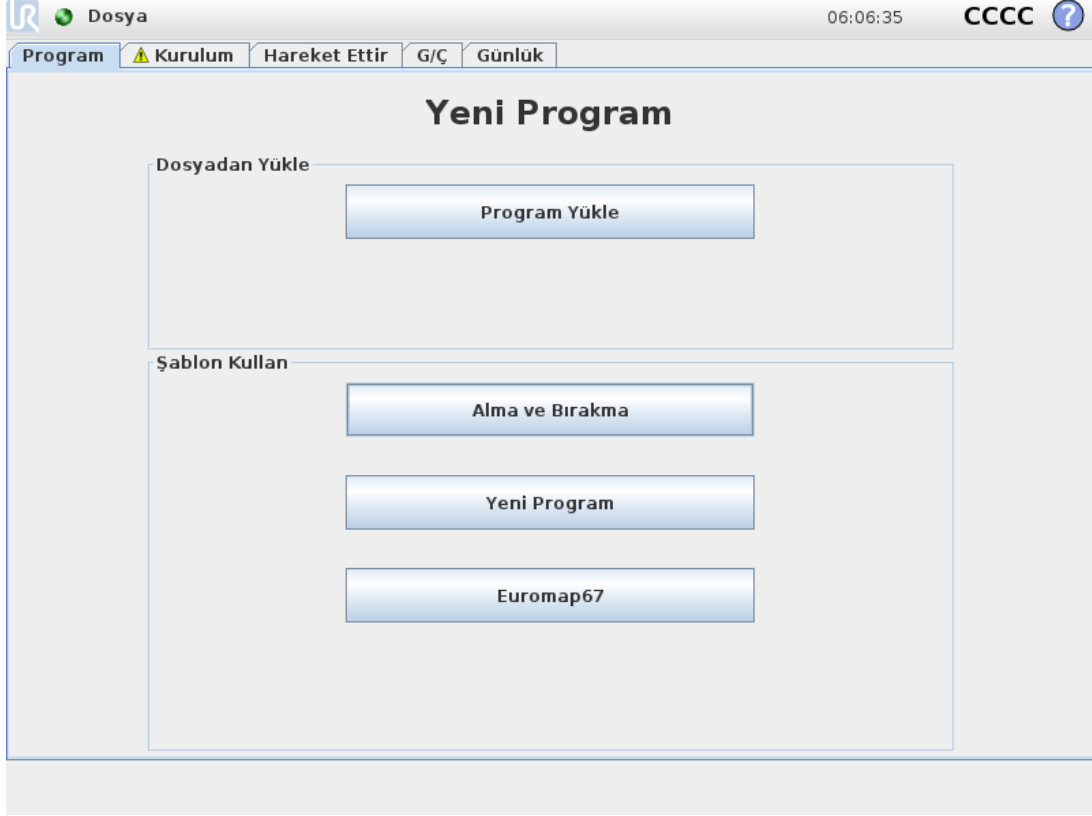 UR Dosya 06:06:35 CCCC ?
Program Kurulum Hareket Ettir G/Ç Günlük
Yeni Program
Dosyadan Yükle
Program Yükle
Şablon Kullan
Alma ve Bırakma
Yeni Program
Euromap67